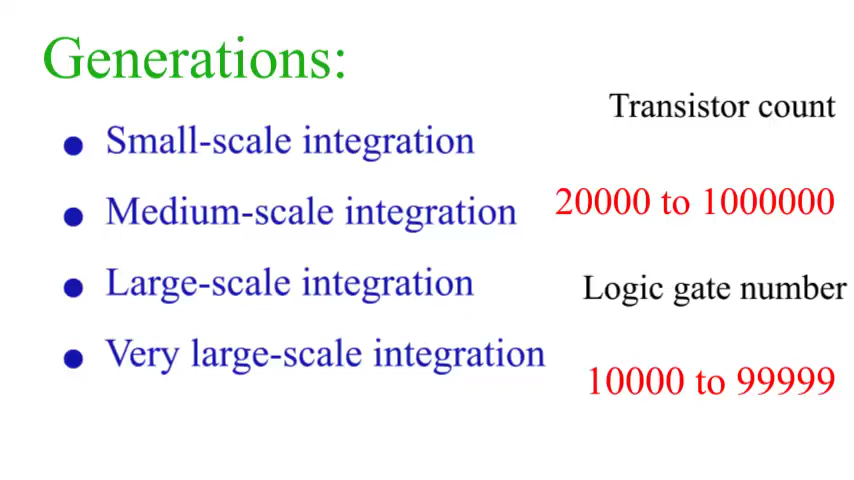 Generations:
Small-scale integration
Medium-scale integration
Large-scale integration
Very large-scale integration
Transistor count
20000 to 1000000
Logic gate number
10000 to 99999